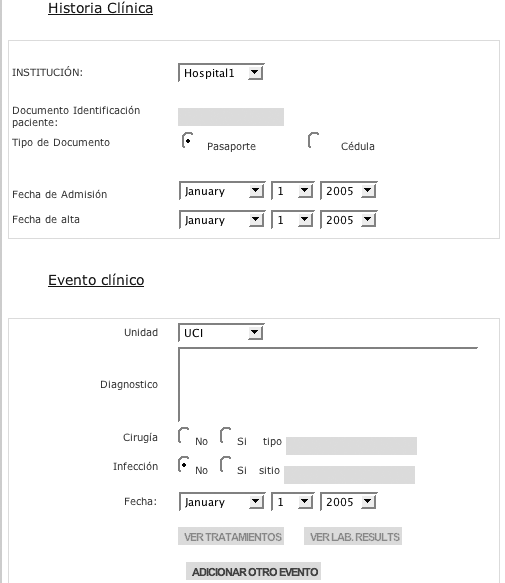 Historia Clínica
INSTITUCIÓN: Hospital1
Documento Identificación
paciente:
Tipo de Documento Pasaporte Cédula
Fecha de Admisión January 1 2005
Fecha de alta January 1 2005
Evento clínico
Unidad UCI
Diagnostico
Cirugía No Si tipo
Infección No Si sitio
Fecha: January 1 2005
VER TRATAMIENTOS VER LAB. RESULTS
ADICIONAR OTRO EVENTO